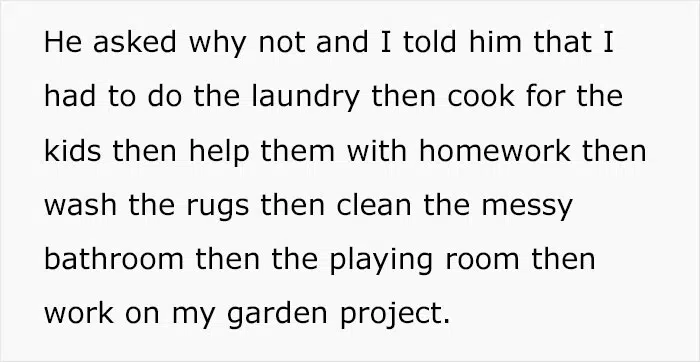 He asked why not and I told him that I
had to do the laundry then cook for the
kids then help them with homework then
wash the rugs then clean the messy
bathroom then the playing room then
work on my garden project.